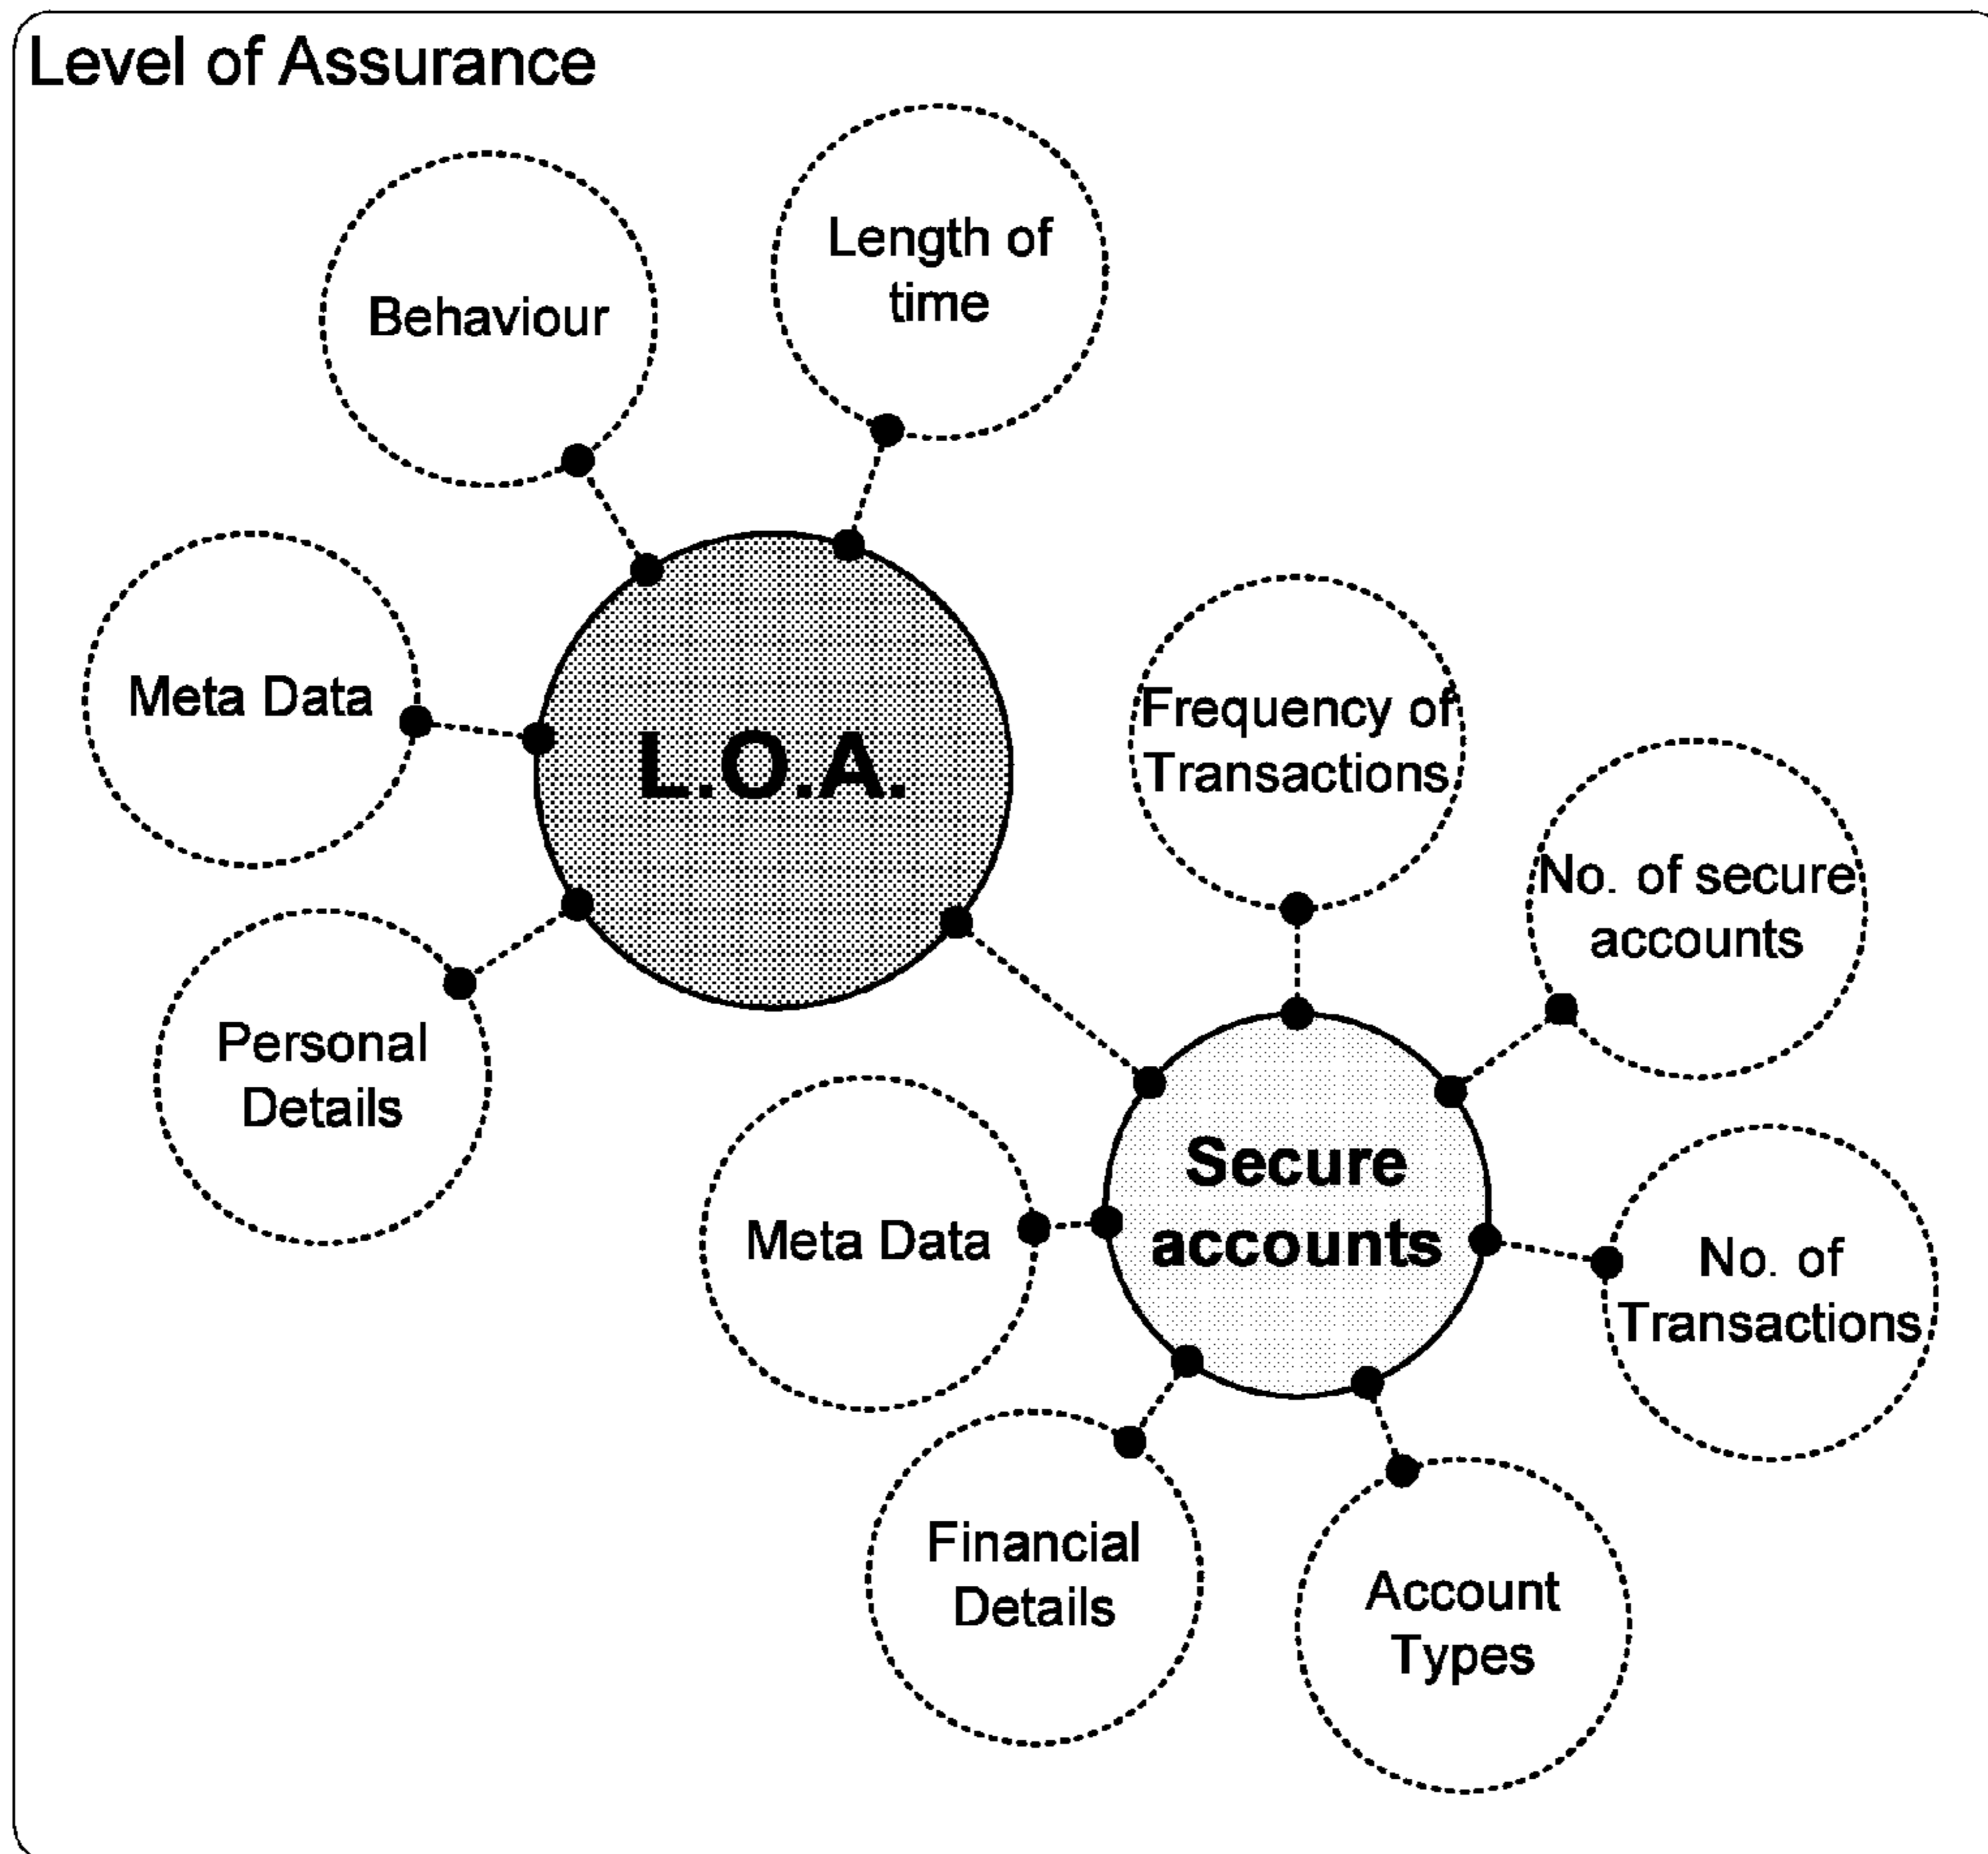 Level of Assurance
Length of
time
Behaviour
Meta Data
L.O.A.
Frequency of
Transactions
No. of secure
accounts
Personal
Details
Secure
accounts
Meta Data
No. of
Transactions
Financial
Details
Account
Types